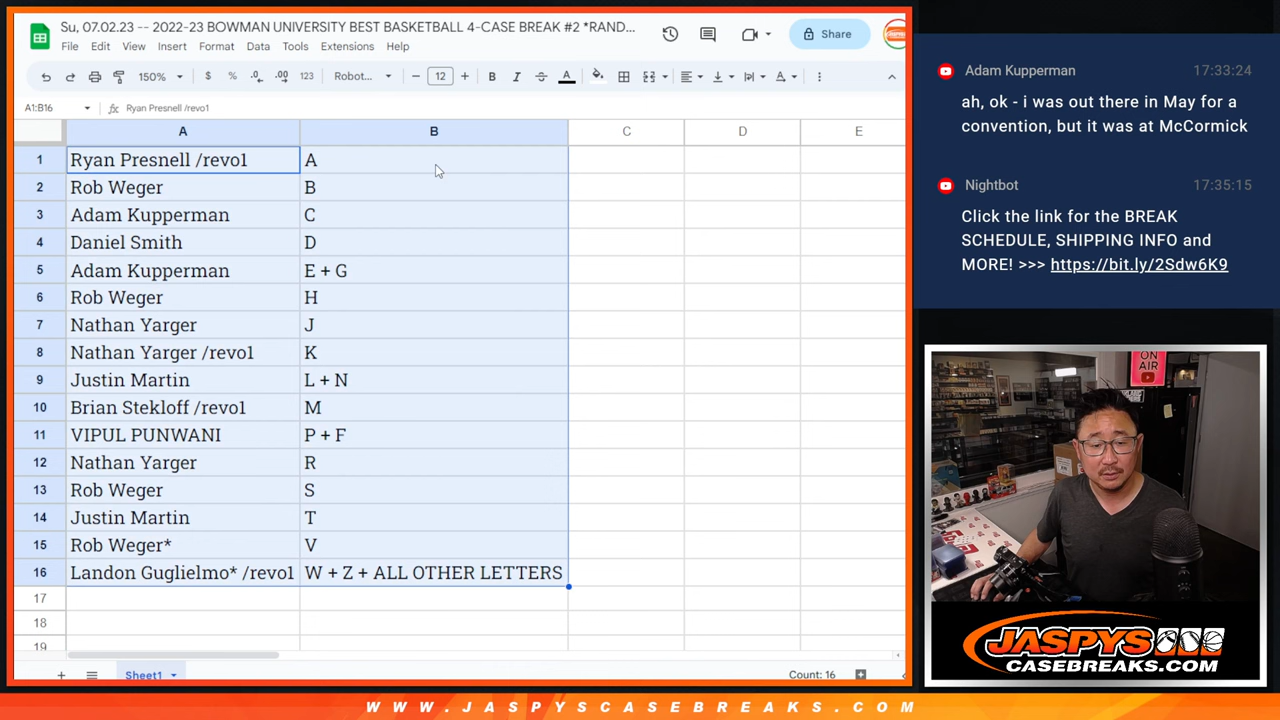 Su, 07.02.23 -- 2022-23 BOWMAN UNIVERSITY BEST BASKETBALL 4-CASE BREAK #2 *RAND...
File Edit View Insert Format Data Tools Extensions Help
Share
150% $ % .0 .00 123 Robot... 12 B I A
A1:B16 fx Ryan Presnell /revo1
A B C D E
1 Ryan Presnell /revo1 A
2 Rob Weger B
3 Adam Kupperman C
4 Daniel Smith D
5 Adam Kupperman E + G
6 Rob Weger H
7 Nathan Yarger J
8 Nathan Yarger /revo1 K
9 Justin Martin L + N
10 Brian Stekloff /revo1 M
11 VIPUL PUNWANI P + F
12 Nathan Yarger R
13 Rob Weger S
14 Justin Martin T
15 Rob Weger* V
16 Landon Guglielmo* /revo1 W + Z + ALL OTHER LETTERS
17
18
19
Sheet1 Count: 16
Adam Kupperman 17:33:24
ah, ok - i was out there in May for a
convention, but it was at McCormick
Nightbot 17:35:15
Click the link for the BREAK
SCHEDULE, SHIPPING INFO and
MORE! >>> https://bit.ly/2Sdw6K9
ON
AIR
JASPYS
CASEBREAKS.COM
WWW.JASPYSCASEBREAKS.COM